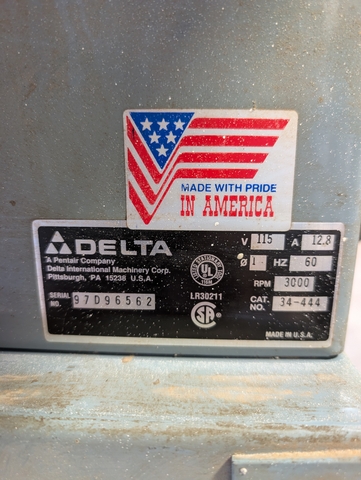 MADE WITH PRIDE
IN AMERICA
DELTA
A Pentair Company
Delta International Machinery Corp.
Pittsburgh, PA 15238 U.S.A.
SERIAL NO. 97D96562
UL
LR30211
V 115 A 12.8
Ø 1 HZ 60
RPM 3000
CAT. NO. 34-444
MADE IN U.S.A.